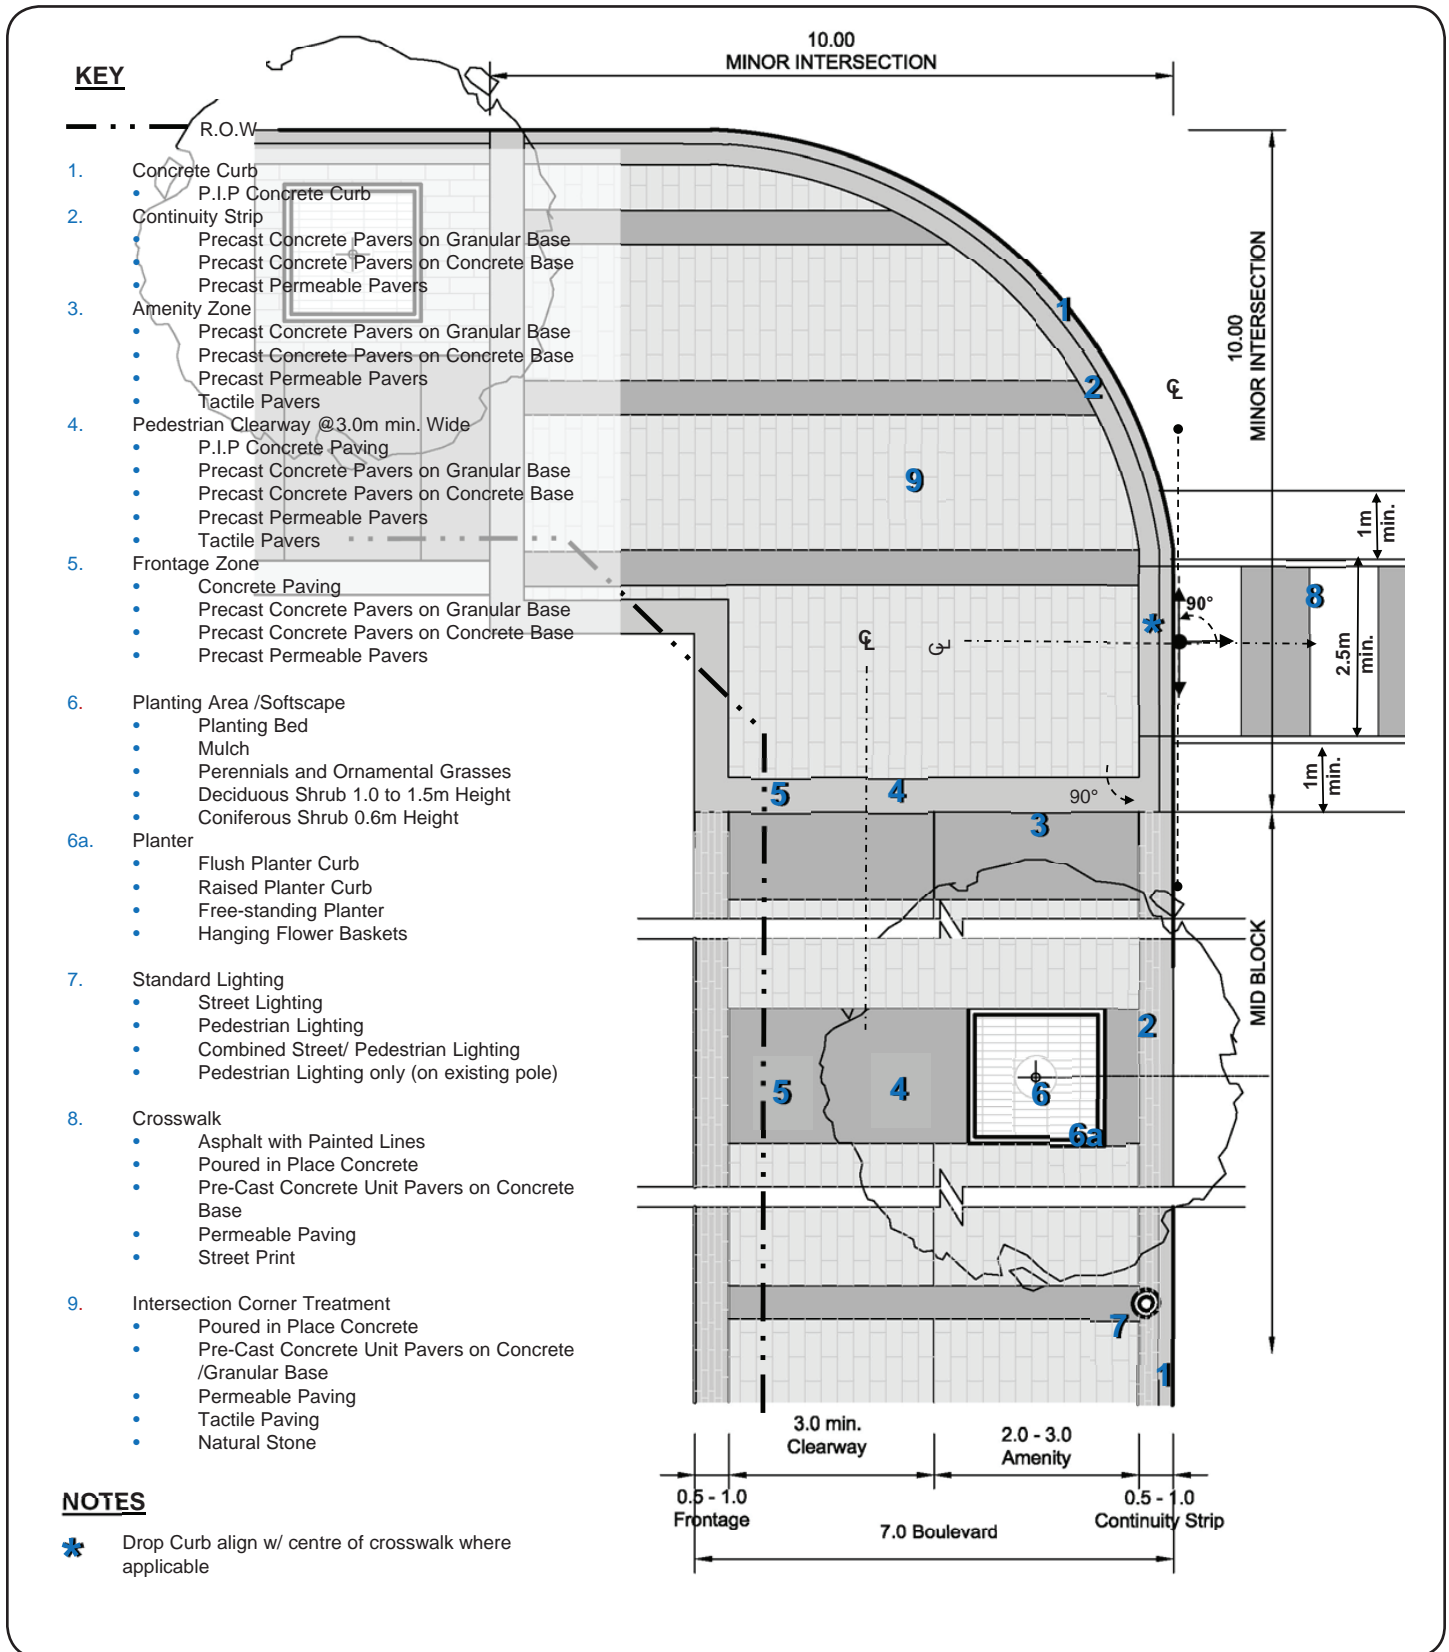 KEY
R.O.W
1. Concrete Curb
• P.I.P Concrete Curb
2. Continuity Strip
• Precast Concrete Pavers on Granular Base
• Precast Concrete Pavers on Concrete Base
• Precast Permeable Pavers
3. Amenity Zone
• Precast Concrete Pavers on Granular Base
• Precast Concrete Pavers on Concrete Base
• Precast Permeable Pavers
• Tactile Pavers
4. Pedestrian Clearway @3.0m min. Wide
• P.I.P Concrete Paving
• Precast Concrete Pavers on Granular Base
• Precast Concrete Pavers on Concrete Base
• Precast Permeable Pavers
• Tactile Pavers
5. Frontage Zone
• Concrete Paving
• Precast Concrete Pavers on Granular Base
• Precast Concrete Pavers on Concrete Base
• Precast Permeable Pavers
6. Planting Area /Softscape
• Planting Bed
• Mulch
• Perennials and Ornamental Grasses
• Deciduous Shrub 1.0 to 1.5m Height
• Coniferous Shrub 0.6m Height
6a. Planter
• Flush Planter Curb
• Raised Planter Curb
• Free-standing Planter
• Hanging Flower Baskets
7. Standard Lighting
• Street Lighting
• Pedestrian Lighting
• Combined Street/ Pedestrian Lighting
• Pedestrian Lighting only (on existing pole)
8. Crosswalk
• Asphalt with Painted Lines
• Poured in Place Concrete
• Pre-Cast Concrete Unit Pavers on Concrete
Base
• Permeable Paving
• Street Print
9. Intersection Corner Treatment
• Poured in Place Concrete
• Pre-Cast Concrete Unit Pavers on Concrete
/Granular Base
• Permeable Paving
• Tactile Paving
• Natural Stone
NOTES
* Drop Curb align w/ centre of crosswalk where
applicable
10.00
MINOR INTERSECTION
10.00
MINOR INTERSECTION
1
2
9
℄
1m
min.
8
90°
*
2.5m
min.
℄
℄
1m
min.
90°
5
4
3
MID BLOCK
2
5
4
6
6a
7
1
3.0 min.
Clearway
2.0 - 3.0
Amenity
0.5 - 1.0
Frontage
0.5 - 1.0
Continuity Strip
7.0 Boulevard